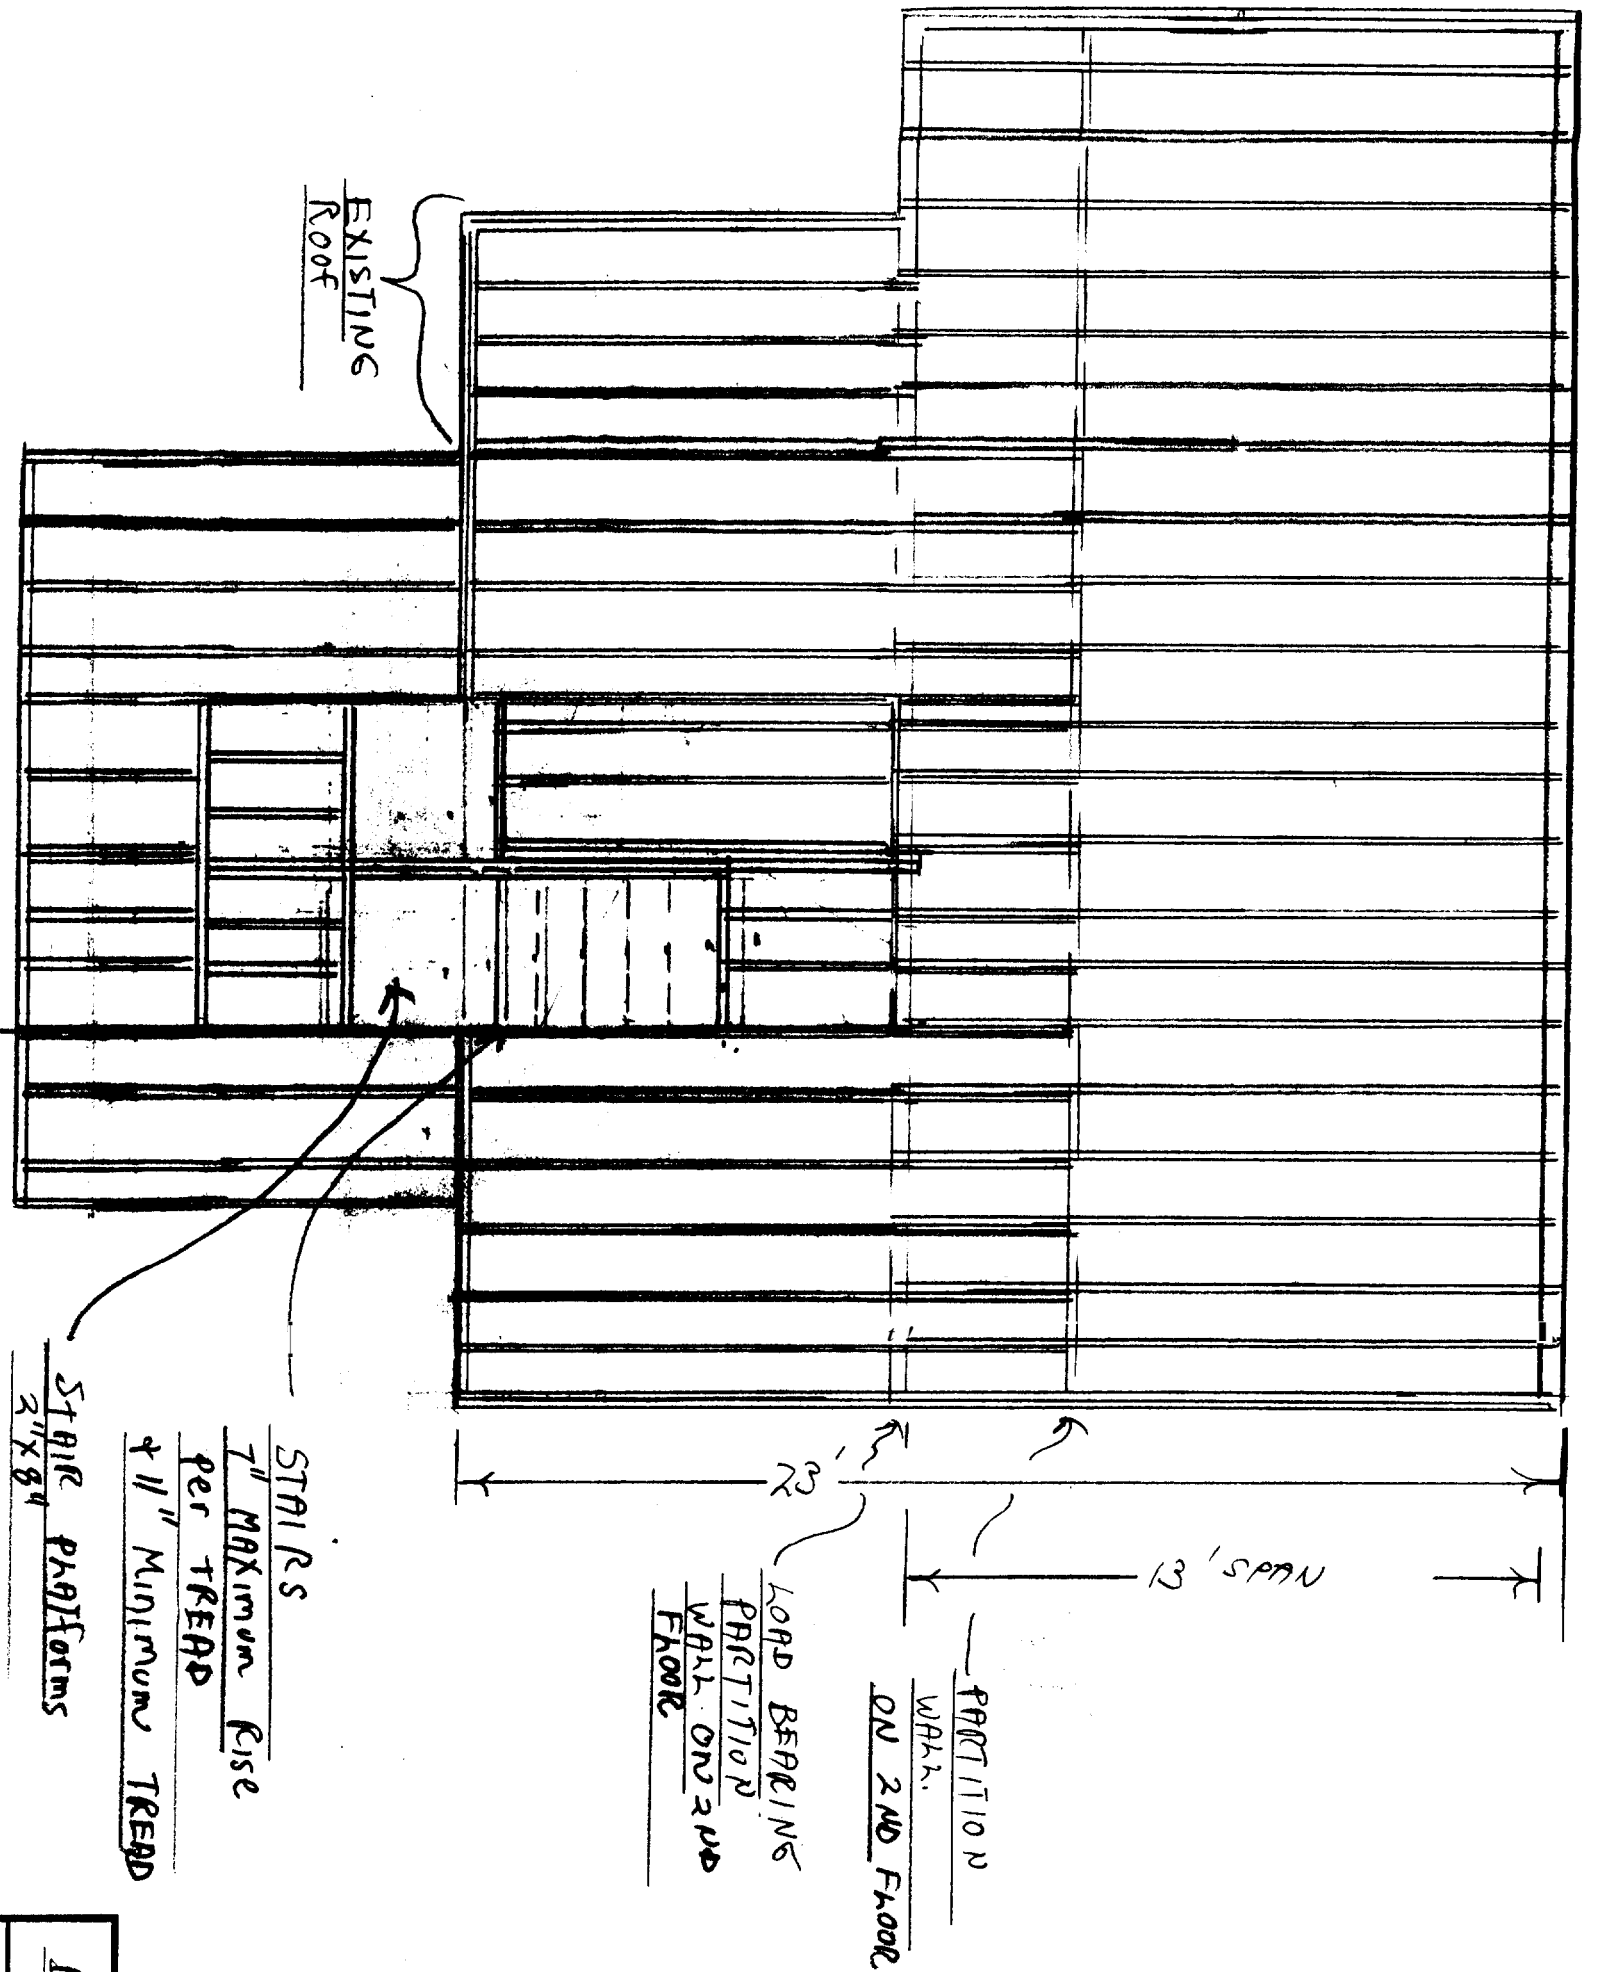 EXISTING
ROOF
23'
13' SPAN
PARTITION
WALL.
ON 2ND FLOOR
LOAD BEARING
PARTITION
WALL ON 2ND
FLOOR
STAIRS
7" MAXIMUM RISE
Per TREAD
+ 11" MINIMUM TREAD
STAIR PLATforms
2"x8"